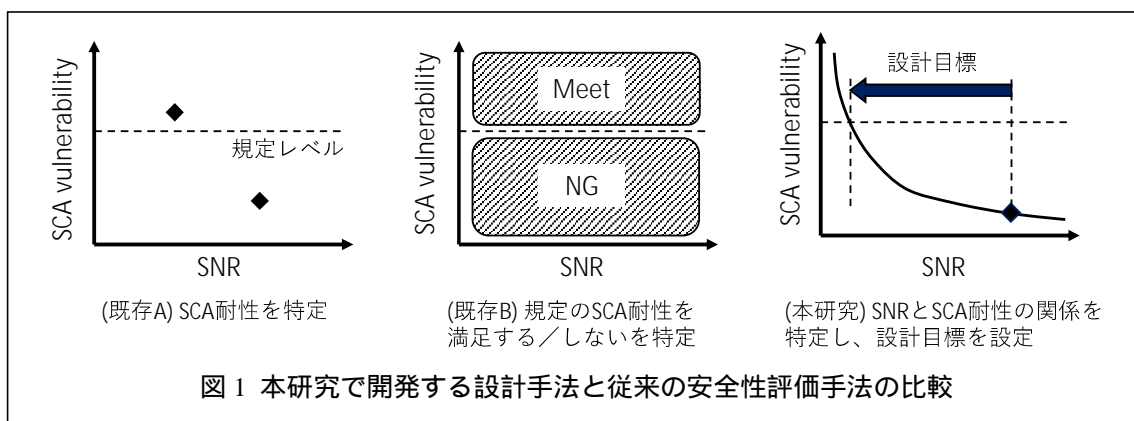 SCA vulnerability
規定レベル
SNR
(既存A) SCA耐性を特定
SCA vulnerability
Meet
NG
SNR
(既存B) 規定のSCA耐性を
満足する／しないを特定
SCA vulnerability
設計目標
SNR
(本研究) SNRとSCA耐性の関係を
特定し、設計目標を設定
図 1 本研究で開発する設計手法と従来の安全性評価手法の比較